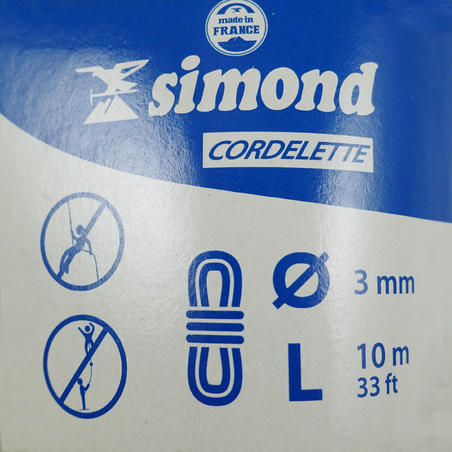 made in
FRANCE
simond
CORDELETTE
Ø 3 mm
L 10 m
33 ft